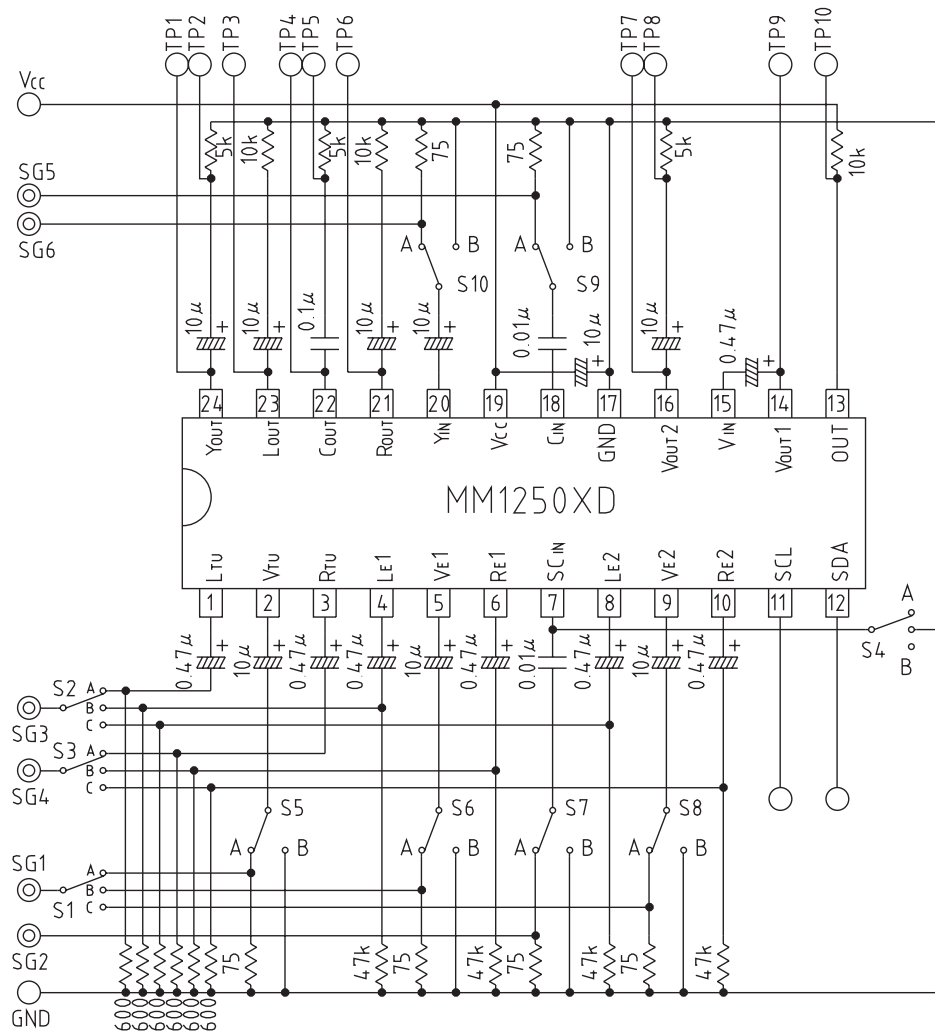 TP1 TP2 TP3 TP4 TP5 TP6 TP7 TP8 TP9 TP10
Vcc
5k 10k 5k 10k 75 75 5k 10k
SG5
SG6
A B A B
S10 S9
10μ + 10μ + 0.1μ 10μ + 10μ + 0.01μ 10μ + 10μ + 0.47μ +
24 23 22 21 20 19 18 17 16 15 14 13
YOUT LOUT COUT ROUT YIN VCC CIN GND VOUT2 VIN VOUT1 OUT
MM1250XD
LTU VTU RTU LE1 VE1 RE1 SCIN LE2 VE2 RE2 SCL SDA
1 2 3 4 5 6 7 8 9 10 11 12
A
S4
B
0.47μ + 10μ + 0.47μ + 0.47μ + 10μ + 0.47μ + 0.01μ 0.47μ + 10μ + 0.47μ +
S2 A
B
SG3 C
S3 A
B
SG4 C
S5 S6 S7 S8
A B A B A B A B
SG1 A
B
S1 C
SG2
75 47k 75 47k 75 47k 75 47k
GND
600 600 600 600 600 600